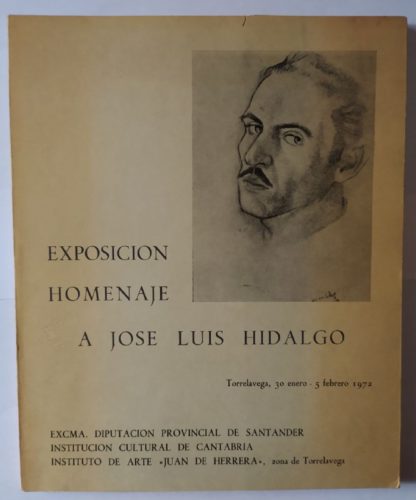 EXPOSICION
HOMENAJE
A JOSE LUIS HIDALGO
Torrelavega, 30 enero - 5 febrero 1972
EXCMA. DIPUTACION PROVINCIAL DE SANTANDER
INSTITUCION CULTURAL DE CANTABRIA
INSTITUTO DE ARTE «JUAN DE HERRERA», zona de Torrelavega